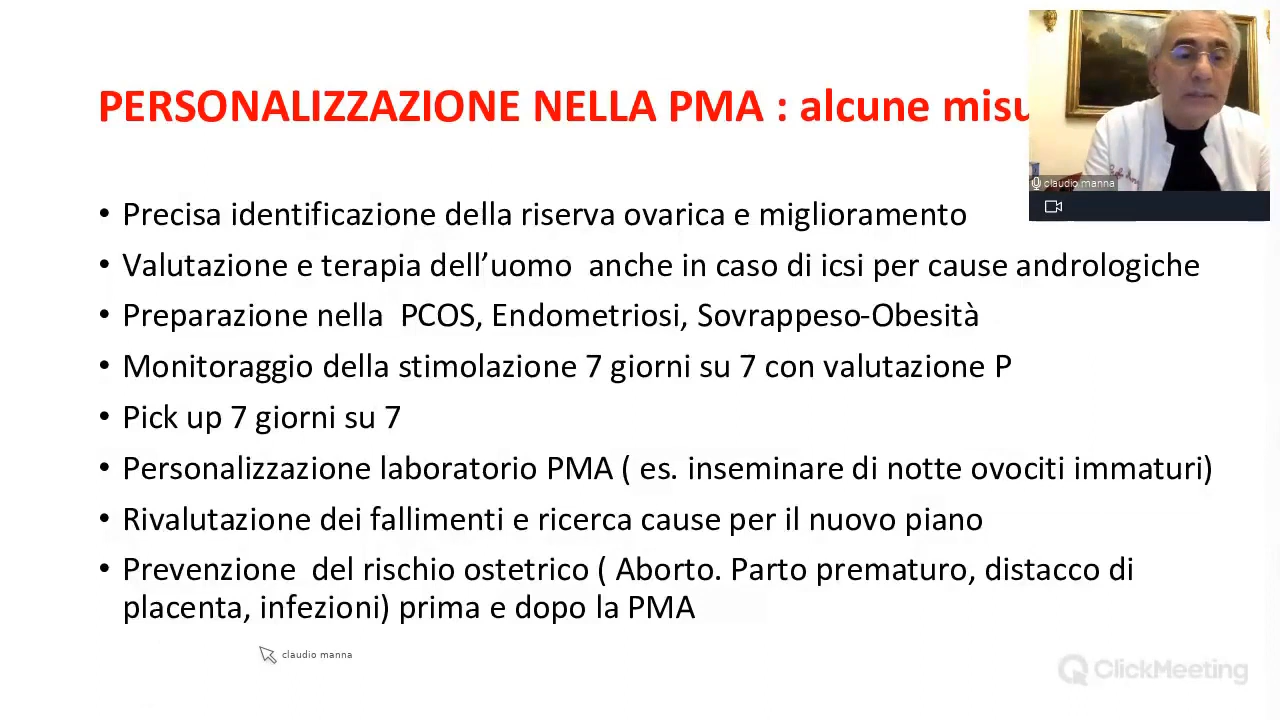 PERSONALIZZAZIONE NELLA PMA : alcune misu
claudio manna
• Precisa identificazione della riserva ovarica e miglioramento
• Valutazione e terapia dell’uomo  anche in caso di icsi per cause andrologiche
• Preparazione nella  PCOS, Endometriosi, Sovrappeso-Obesità
• Monitoraggio della stimolazione 7 giorni su 7 con valutazione P
• Pick up 7 giorni su 7
• Personalizzazione laboratorio PMA ( es. inseminare di notte ovociti immaturi)
• Rivalutazione dei fallimenti e ricerca cause per il nuovo piano
• Prevenzione  del rischio ostetrico ( Aborto. Parto prematuro, distacco di
placenta, infezioni) prima e dopo la PMA
claudio manna
ClickMeeting